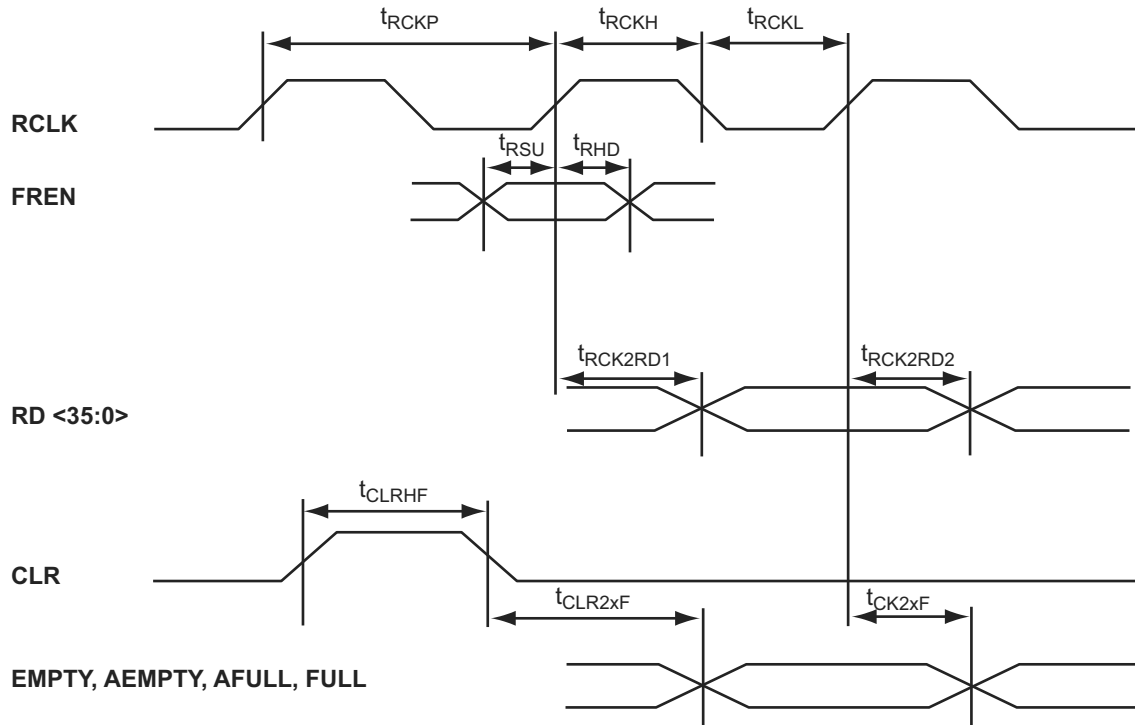 tRCKP tRCKH tRCKL
RCLK
tRSU tRHD
FREN
tRCK2RD1 tRCK2RD2
RD <35:0>
tCLRHF
CLR
tCLR2xF tCK2xF
EMPTY, AEMPTY, AFULL, FULL